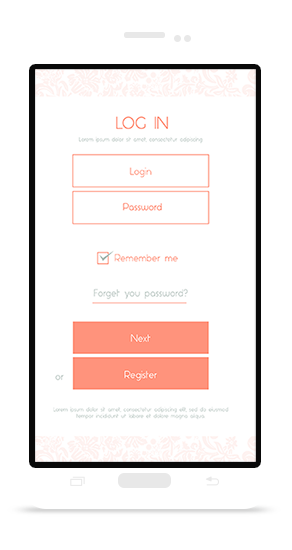 LOG IN
Lorem ipsum dolor sit amet, consectetur adipiscing
Login
Password
Remember me
Forget you password?
Next
or
Register
Lorem ipsum dolor sit amet, consectetur adipiscing elit, sed do eiusmod
tempor incididunt ut labore et dolore magna aliqua.